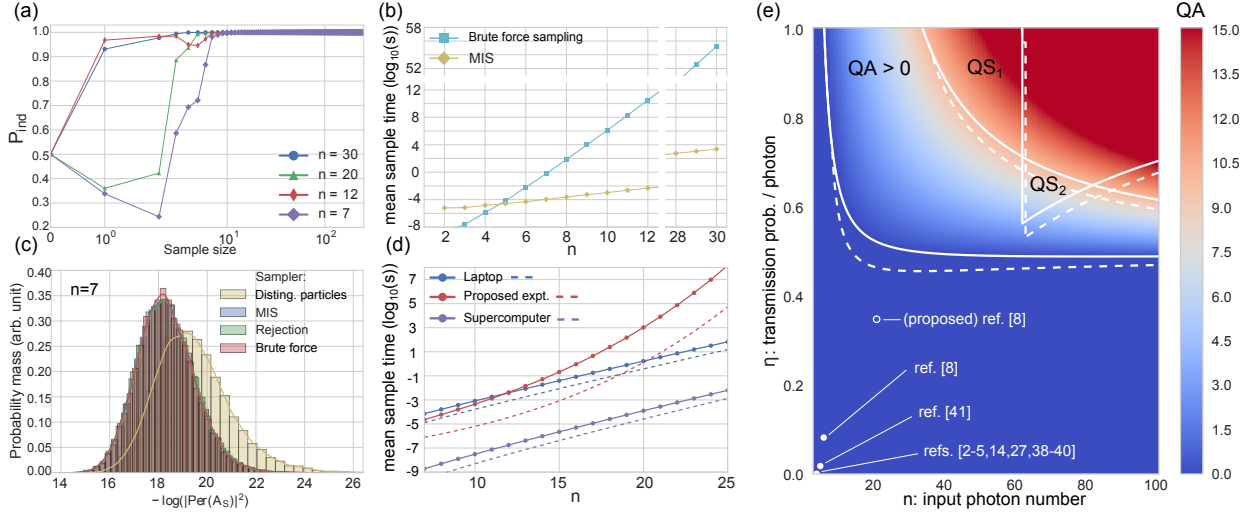 (a)
P_ind
1.0
0.9
0.8
0.7
0.6
0.5
0.4
0.3
0.2
n = 30
n = 20
n = 12
n = 7
0
10^0
10^1
10^2
Sample size
(b)
mean sample time (log10(s))
58
52
12
8
4
0
-4
-8
Brute force sampling
MIS
2
4
6
8
10
12
28
30
n
(c)
Probability mass (arb. unit)
0.40
0.35
0.30
0.25
0.20
0.15
0.10
0.05
0.00
n=7
Sampler:
Disting. particles
MIS
Rejection
Brute force
14
16
18
20
22
24
26
− log(|Per(A_S)|^2)
(d)
mean sample time (log10(s))
7
5
3
1
-1
-3
-5
-7
-9
Laptop
Proposed expt.
Supercomputer
10
15
20
25
n
(e)
η: transmission prob. / photon
1.0
0.8
0.6
0.4
0.2
0.0
QA > 0
QS1
QS2
(proposed) ref. [8]
ref. [8]
ref. [41]
refs. [2-5,14,27,38-40]
20
40
60
80
100
n: input photon number
QA
15.0
13.5
12.0
10.5
9.0
7.5
6.0
4.5
3.0
1.5
0.0